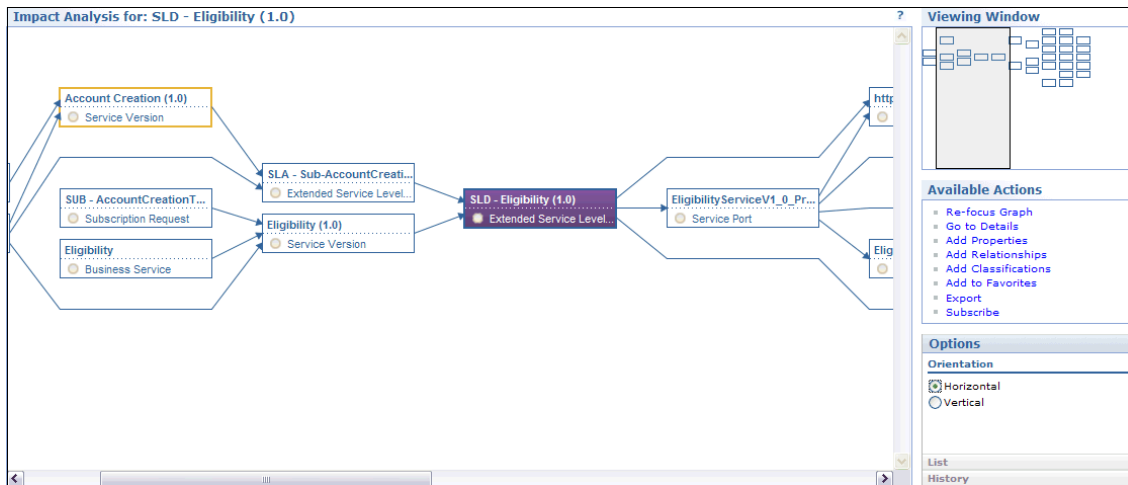 Impact Analysis for: SLD - Eligibility (1.0)
?
Account Creation (1.0)
Service Version
SUB - AccountCreationT...
Subscription Request
Eligibility
Business Service
SLA - Sub-AccountCreati...
Extended Service Level...
Eligibility (1.0)
Service Version
SLD - Eligibility (1.0)
Extended Service Level...
EligibilityServiceV1_0_Pr...
Service Port
http
Elig
Viewing Window
Available Actions
Re-focus Graph
Go to Details
Add Properties
Add Relationships
Add Classifications
Add to Favorites
Export
Subscribe
Options
Orientation
Horizontal
Vertical
List
History